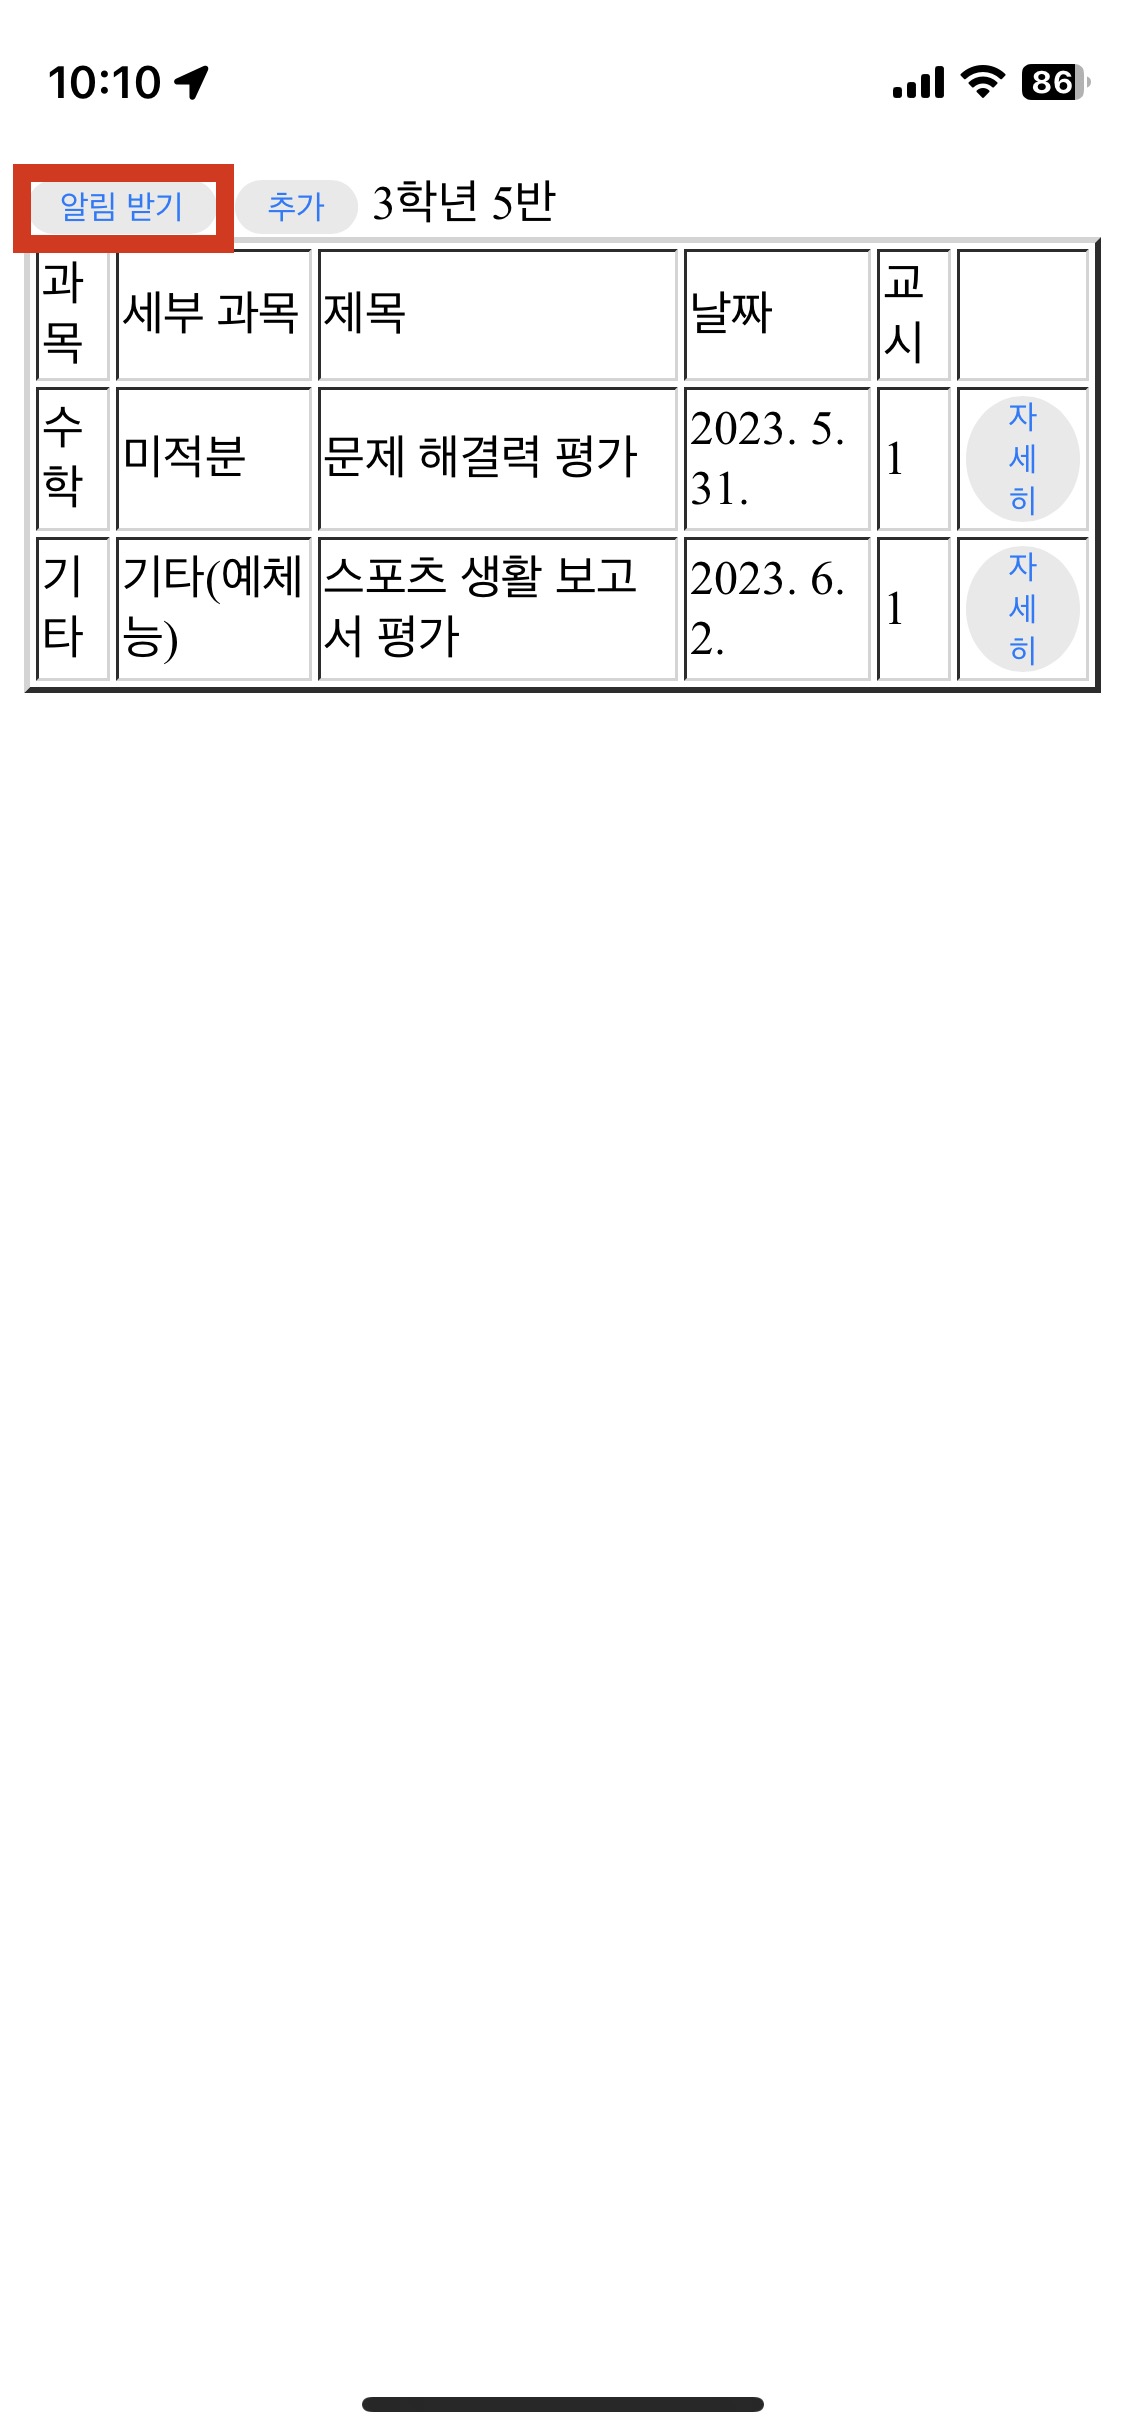 10:10
86
알림 받기 추가 3학년 5반
과
목
세부 과목
제목
날짜
교
시
수
학
미적분
문제 해결력 평가
2023. 5.
31.
1
자
세
히
기
타
기타(예체
능)
스포츠 생활 보고
서 평가
2023. 6.
2.
1
자
세
히